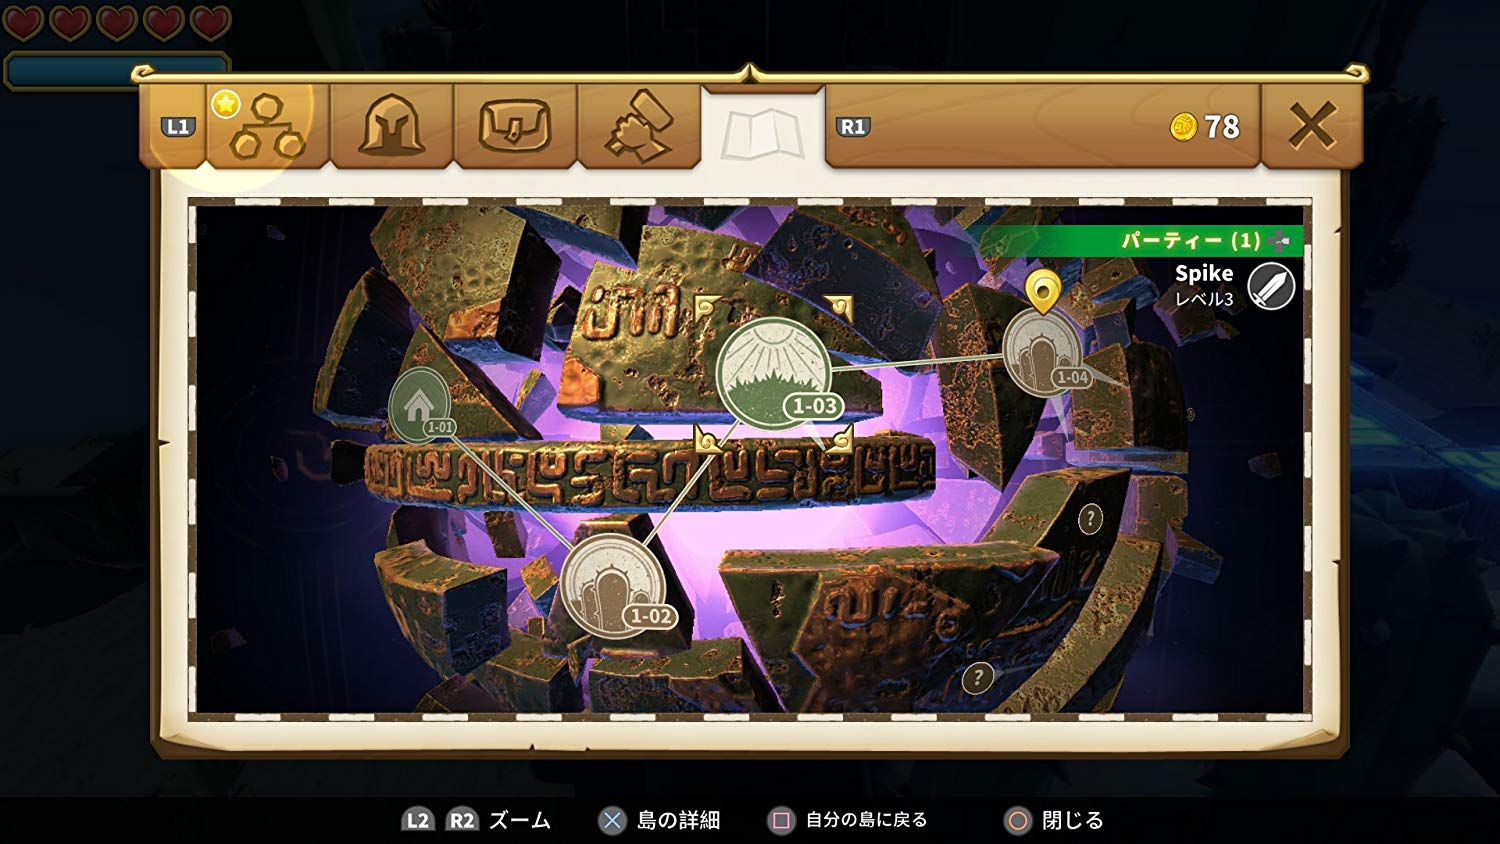 L1
R1
78
パーティー (1)
Spike
レベル3
1-01
1-03
1-04
1-02
?
?
L2 R2 ズーム
島の詳細
自分の島に戻る
閉じる